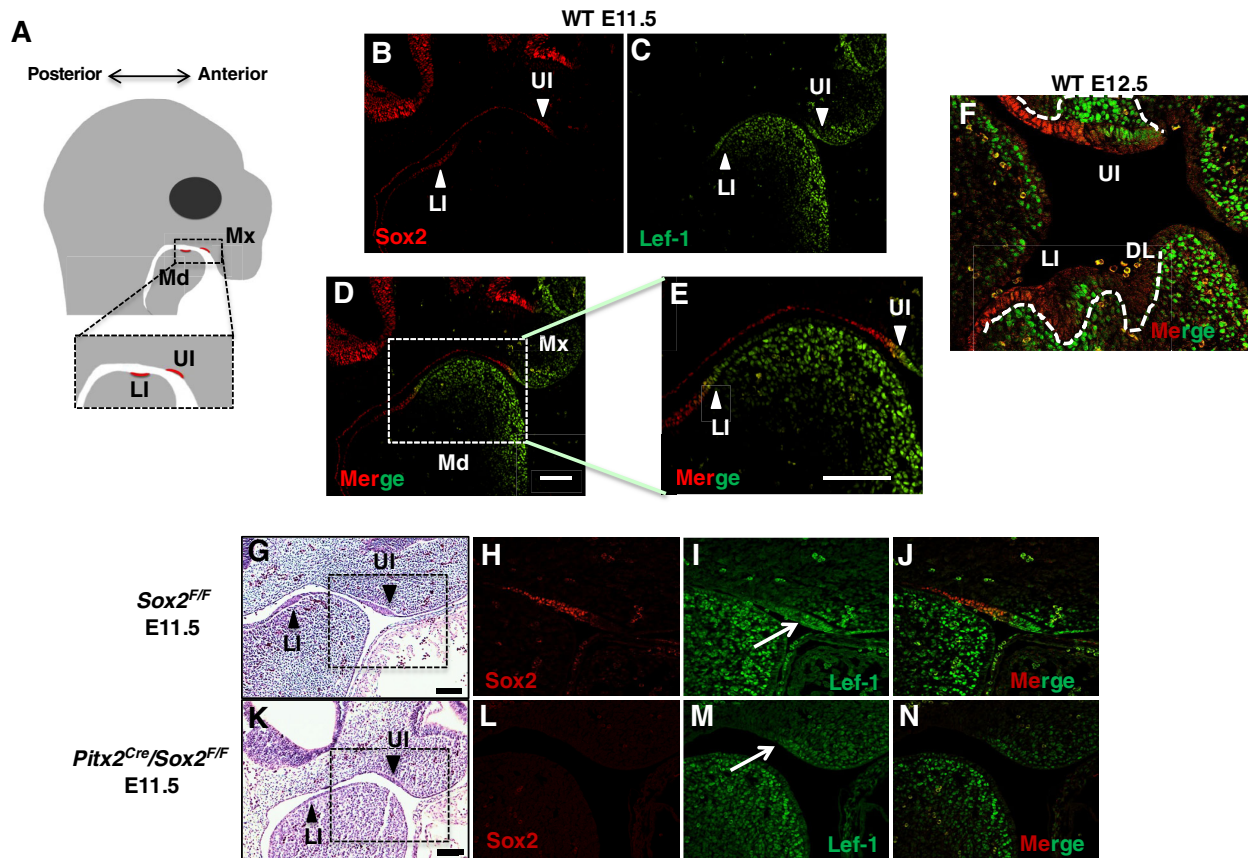 WT E11.5
A
Posterior
Anterior
Mx
Md
UI
LI
B
UI
LI
Sox2
C
UI
LI
Lef-1
WT E12.5
F
UI
LI
DL
Merge
D
Mx
Md
Merge
E
UI
LI
Merge
Sox2F/F
E11.5
G
UI
LI
H
Sox2
I
Lef-1
J
Merge
Pitx2Cre/Sox2F/F
E11.5
K
UI
LI
L
Sox2
M
Lef-1
N
Merge